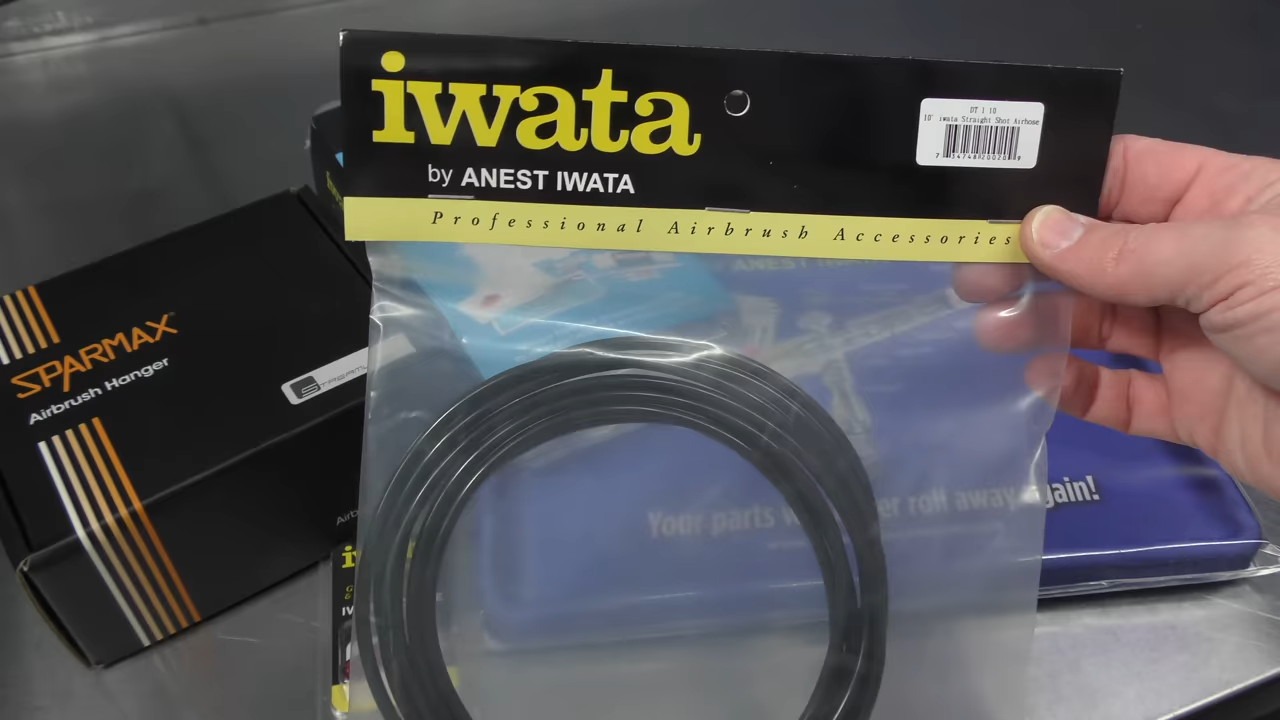 iwata
by ANEST IWATA
Professional Airbrush Accessories
DT 1 10
10' iwata Straight Shot Airhose
SPARMAX
Airbrush Hanger
ANEST
Your parts
roll away
again!